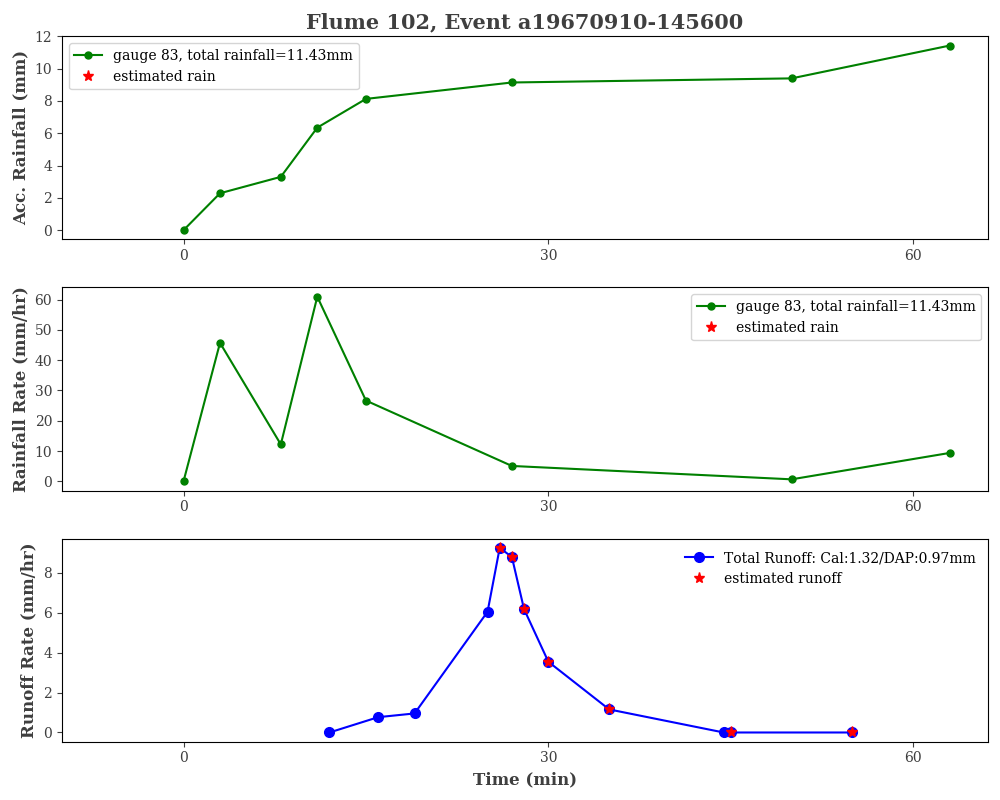 Flume 102, Event a19670910-145600
Acc. Rainfall (mm)
12
10
8
6
4
2
0
gauge 83, total rainfall=11.43mm
estimated rain
0 30 60
Rainfall Rate (mm/hr)
60
50
40
30
20
10
0
gauge 83, total rainfall=11.43mm
estimated rain
0 30 60
Runoff Rate (mm/hr)
8
6
4
2
0
Total Runoff: Cal:1.32/DAP:0.97mm
estimated runoff
0 30 60
Time (min)